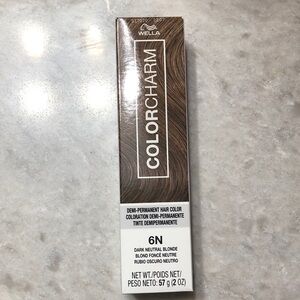 WELLA
COLORCHARM
DEMI-PERMANENT HAIR COLOR
COLORATION DEMI-PERMANENTE
TINTE DEMIPERMANENTE
6N
DARK NEUTRAL BLONDE
BLOND FONCÉ NEUTRE
RUBIO OSCURO NEUTRO
NET WT./POIDS NET/
PESO NETO: 57 g (2 OZ)